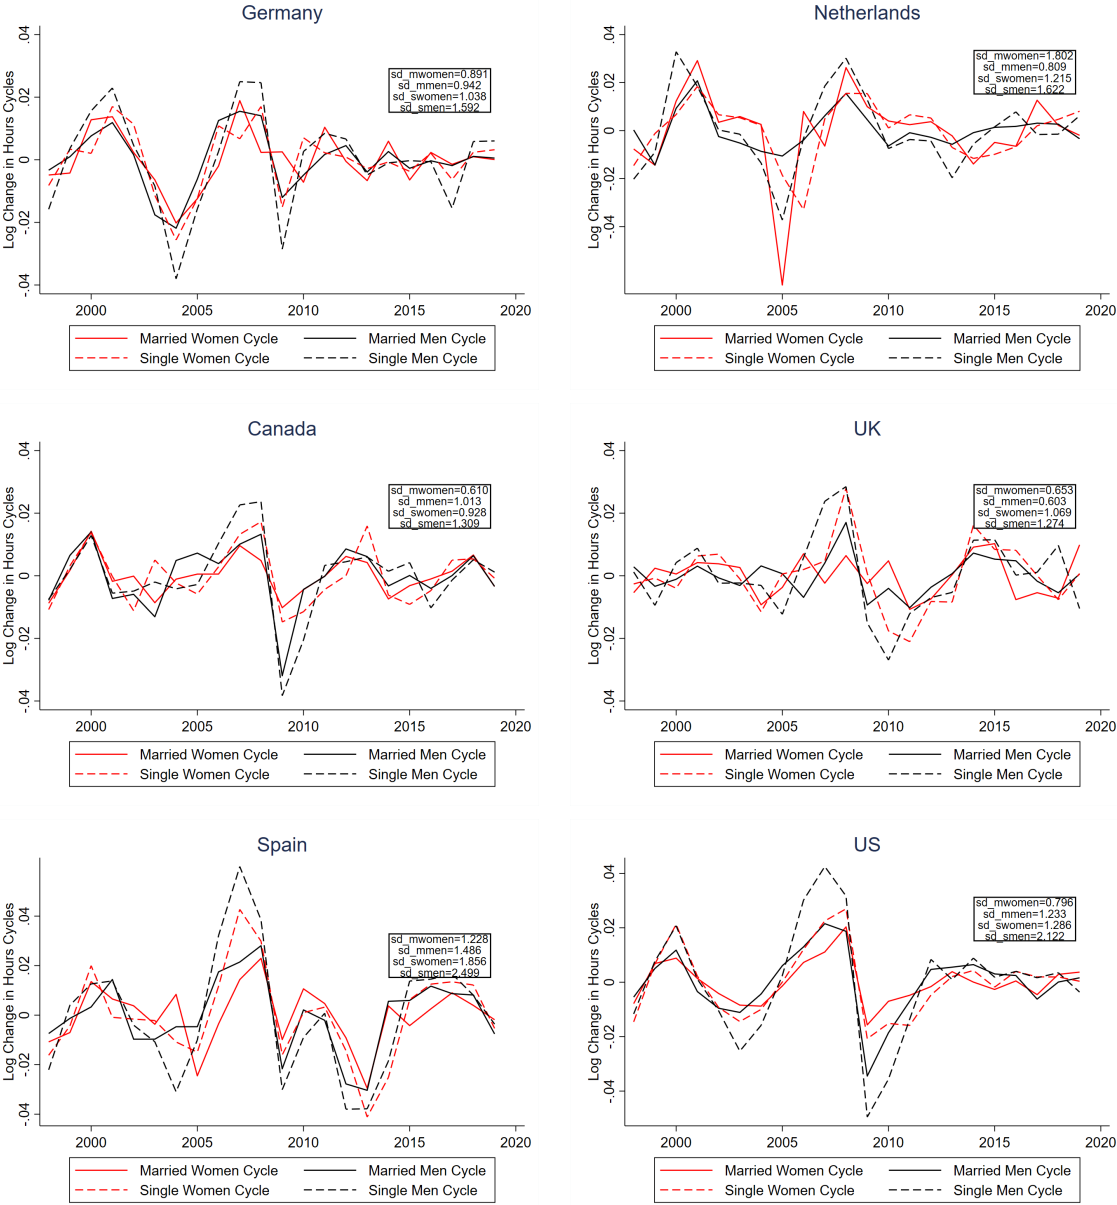 Germany
Log Change in Hours Cycles
.04
.02
0
-.02
-.04
sd_mwomen=0.891
sd_mmen=0.942
sd_swomen=1.038
sd_smen=1.592
2000 2005 2010 2015 2020
Married Women Cycle Married Men Cycle
Single Women Cycle Single Men Cycle
Netherlands
Log Change in Hours Cycles
.04
.02
0
-.02
-.04
sd_mwomen=1.802
sd_mmen=0.809
sd_swomen=1.215
sd_smen=1.622
2000 2005 2010 2015 2020
Married Women Cycle Married Men Cycle
Single Women Cycle Single Men Cycle
Canada
Log Change in Hours Cycles
.04
.02
0
-.02
-.04
sd_mwomen=0.610
sd_mmen=1.013
sd_swomen=0.928
sd_smen=1.309
2000 2005 2010 2015 2020
Married Women Cycle Married Men Cycle
Single Women Cycle Single Men Cycle
UK
Log Change in Hours Cycles
.04
.02
0
-.02
-.04
sd_mwomen=0.653
sd_mmen=0.603
sd_swomen=1.069
sd_smen=1.274
2000 2005 2010 2015 2020
Married Women Cycle Married Men Cycle
Single Women Cycle Single Men Cycle
Spain
Log Change in Hours Cycles
.04
.02
0
-.02
-.04
sd_mwomen=1.228
sd_mmen=1.486
sd_swomen=1.856
sd_smen=2.499
2000 2005 2010 2015 2020
Married Women Cycle Married Men Cycle
Single Women Cycle Single Men Cycle
US
Log Change in Hours Cycles
.04
.02
0
-.02
-.04
sd_mwomen=0.796
sd_mmen=1.233
sd_swomen=1.286
sd_smen=2.122
2000 2005 2010 2015 2020
Married Women Cycle Married Men Cycle
Single Women Cycle Single Men Cycle